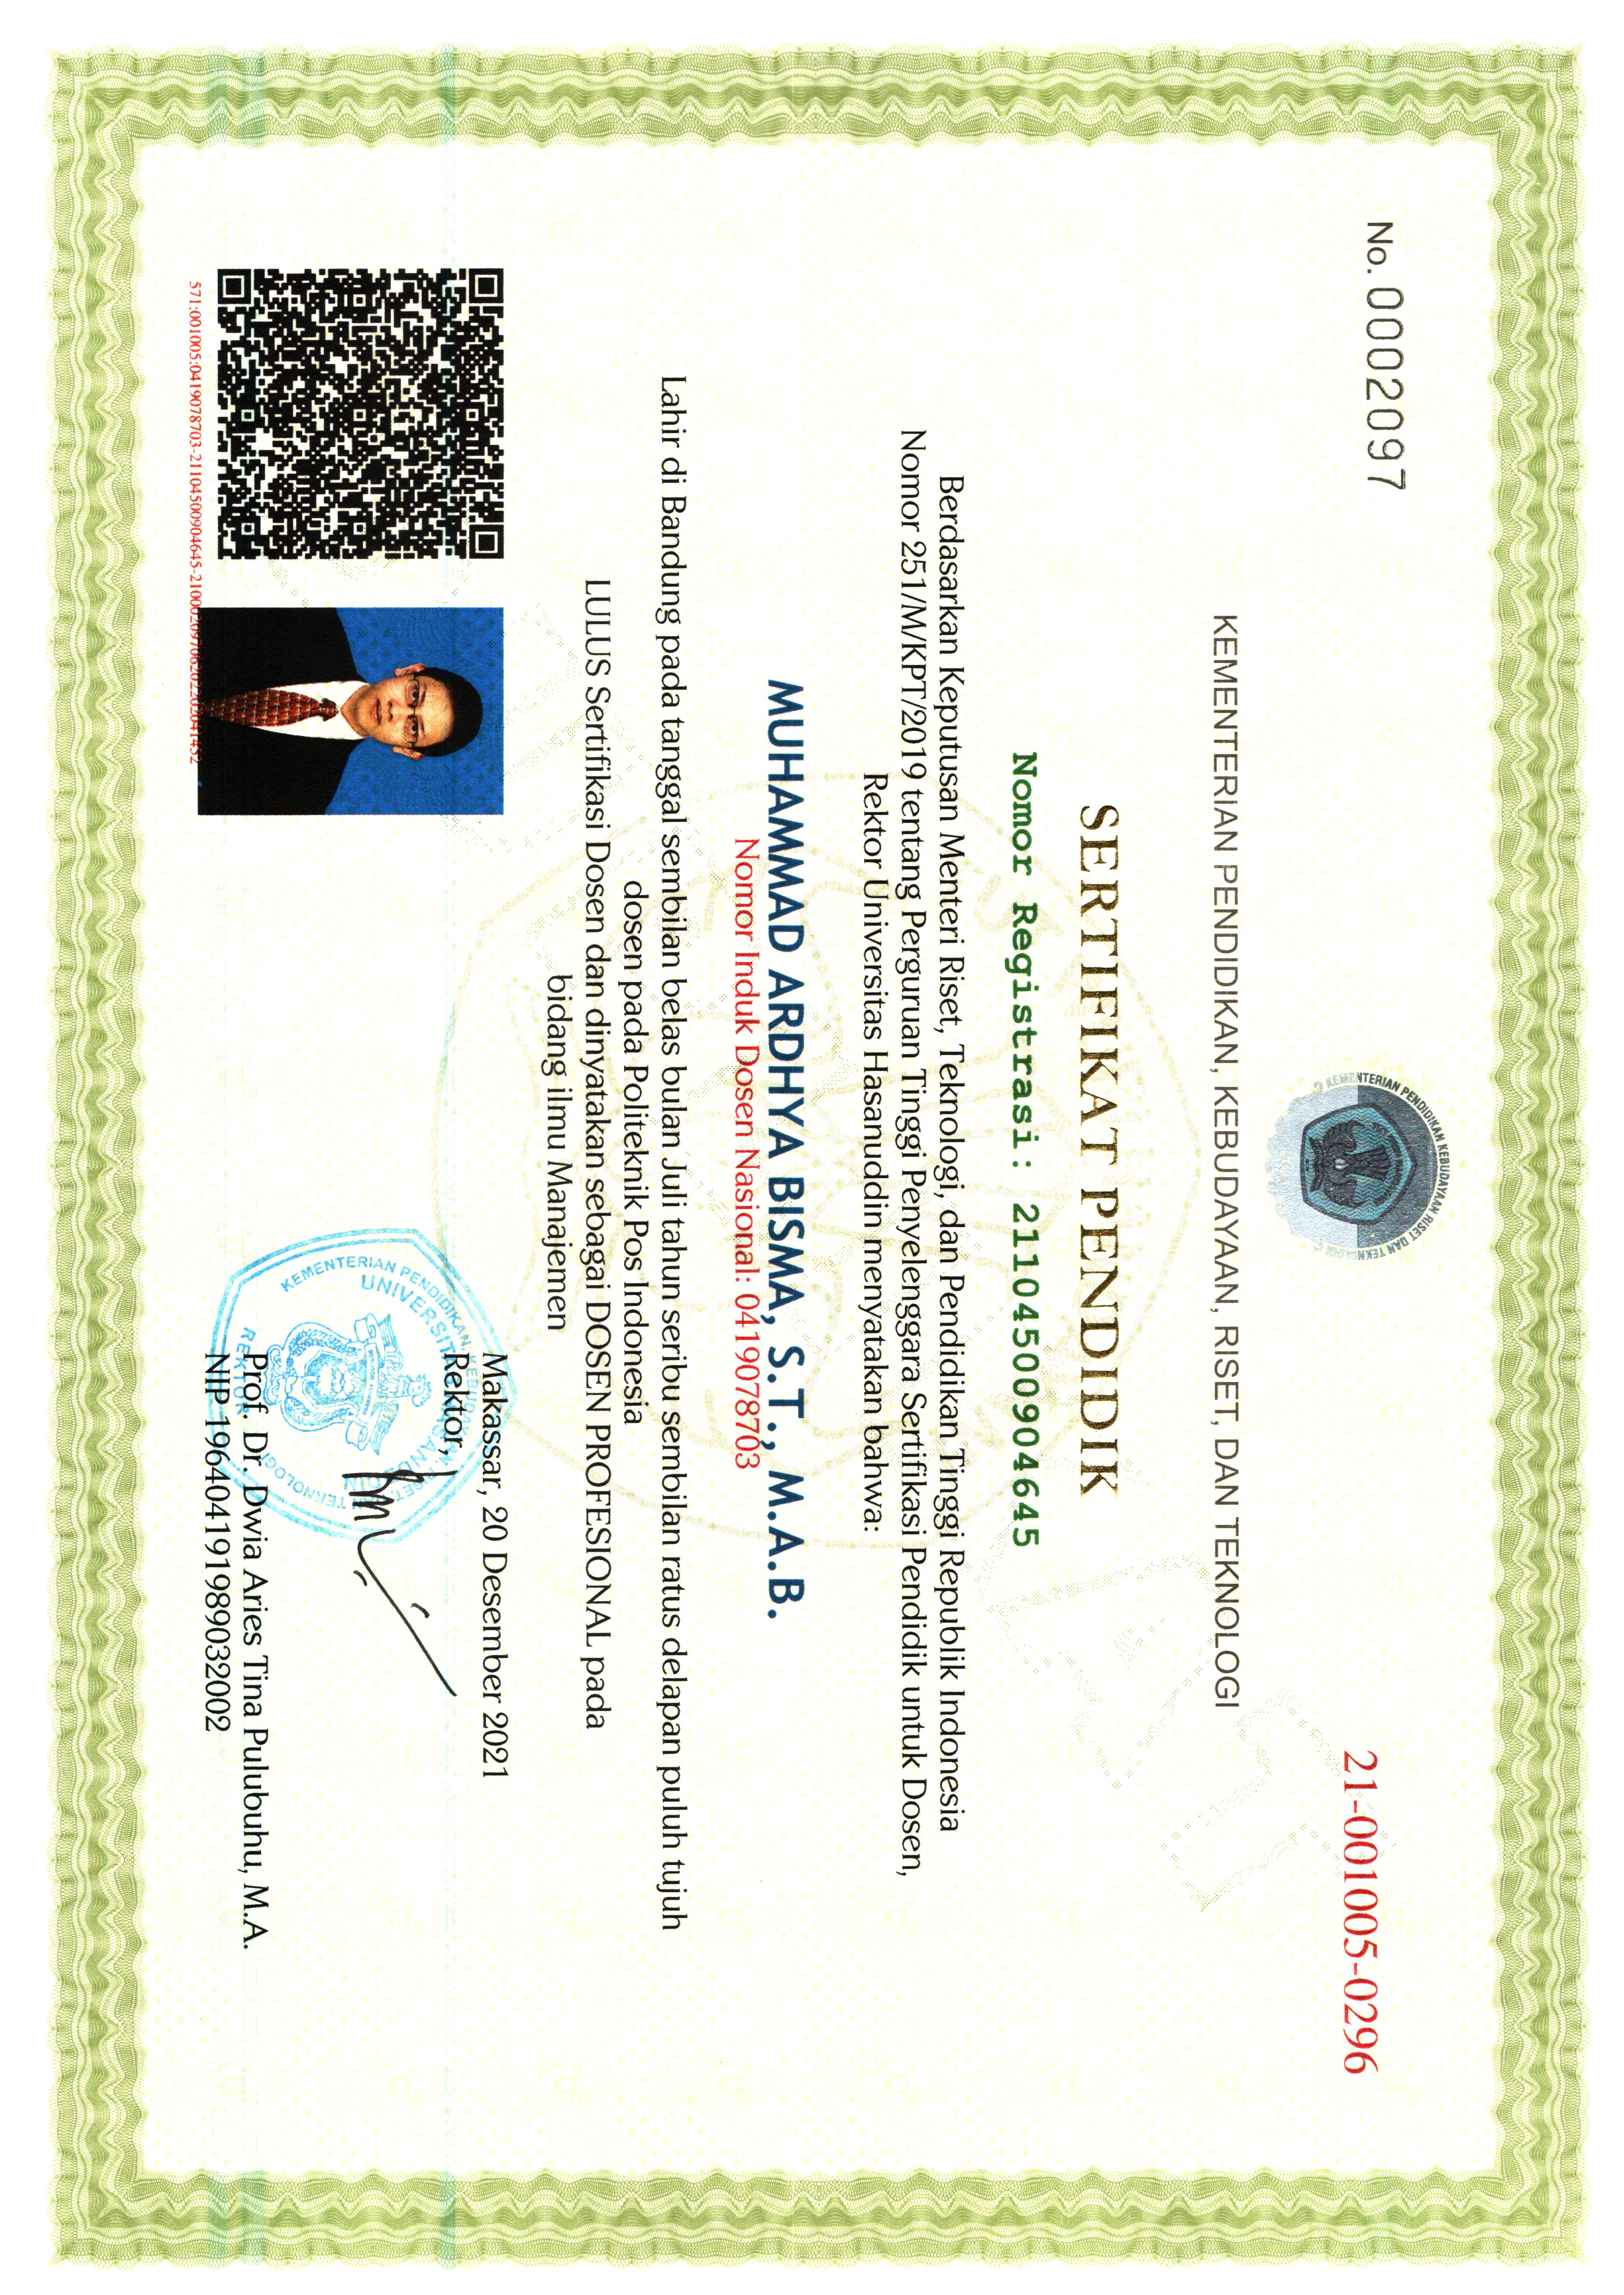 KEMENTERIAN PENDIDIKAN KEBUDAYAAN RISET DAN TEKNOLOGI
No. 0002097
21-001005-0296
KEMENTERIAN PENDIDIKAN, KEBUDAYAAN, RISET, DAN TEKNOLOGI
SERTIFIKAT PENDIDIK
Nomor Registrasi: 21104500904645
Berdasarkan Keputusan Menteri Riset, Teknologi, dan Pendidikan Tinggi Republik Indonesia
Nomor 251/M/KPT/2019 tentang Perguruan Tinggi Penyelenggara Sertifikasi Pendidik untuk Dosen,
Rektor Universitas Hasanuddin menyatakan bahwa:
MUHAMMAD ARDHYA BISMA, S.T., M.A.B.
Nomor Induk Dosen Nasional: 0419078703
Lahir di Bandung pada tanggal sembilan belas bulan Juli tahun seribu sembilan ratus delapan puluh tujuh
dosen pada Politeknik Pos Indonesia
LULUS Sertifikasi Dosen dan dinyatakan sebagai DOSEN PROFESIONAL pada
bidang ilmu Manajemen
Makassar, 20 Desember 2021
Rektor,
KEMENTERIAN PENDIDIKAN, KEBUDAYAAN, RISET, TEKNOLOGI
UNIVERSITAS HASANUDDIN
REKTOR
Prof. Dr. Dwia Aries Tina Pulubuhu, M.A.
NIP 196404191989032002
571;001005;0419078703-21104500904645-21000209706202202041452